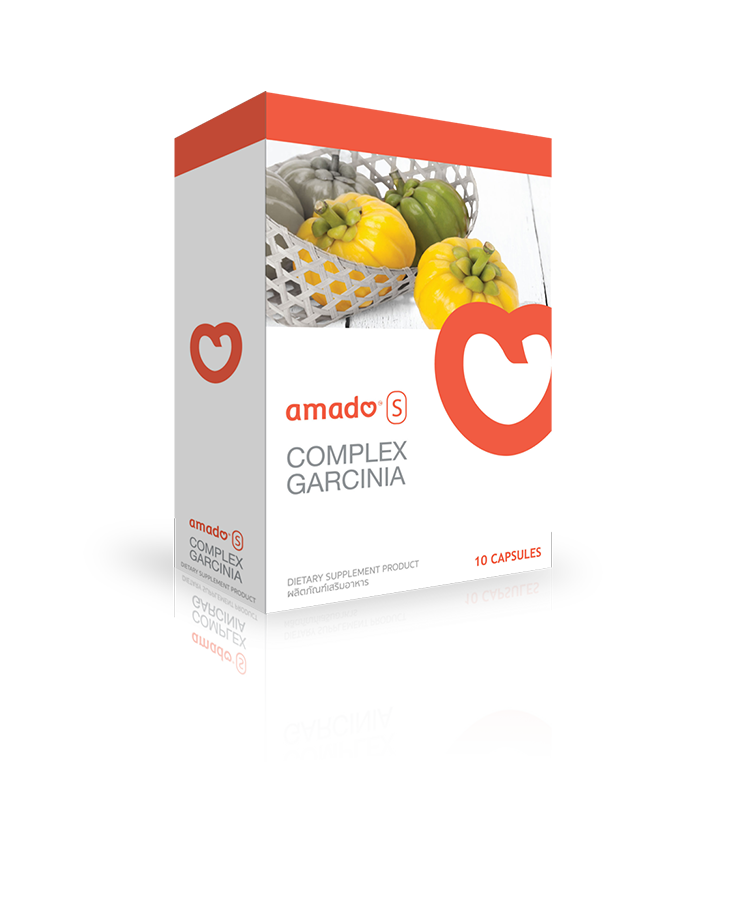 amado® S
COMPLEX
GARCINIA
DIETARY SUPPLEMENT PRODUCT
ผลิตภัณฑ์เสริมอาหาร
10 CAPSULES
amado® S
COMPLEX
GARCINIA
DIETARY SUPPLEMENT PRODUCT